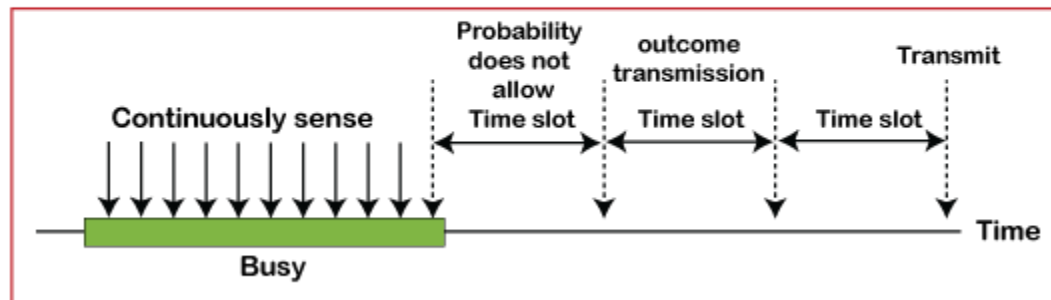 Probability
does not
allow
Time slot
outcome
transmission
Time slot
Transmit
Time slot
Continuously sense
Time
Busy